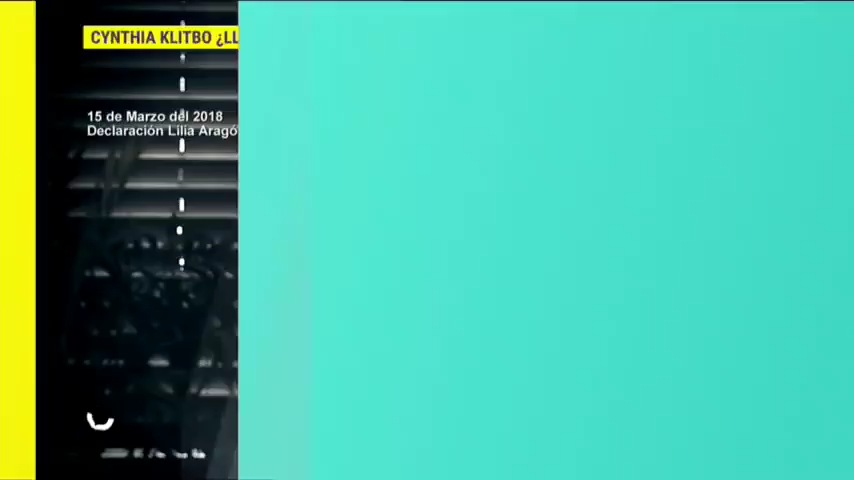 CYNTHIA KLITBO ¿LL
15 de Marzo del 2018
Declaración Lilia Aragó